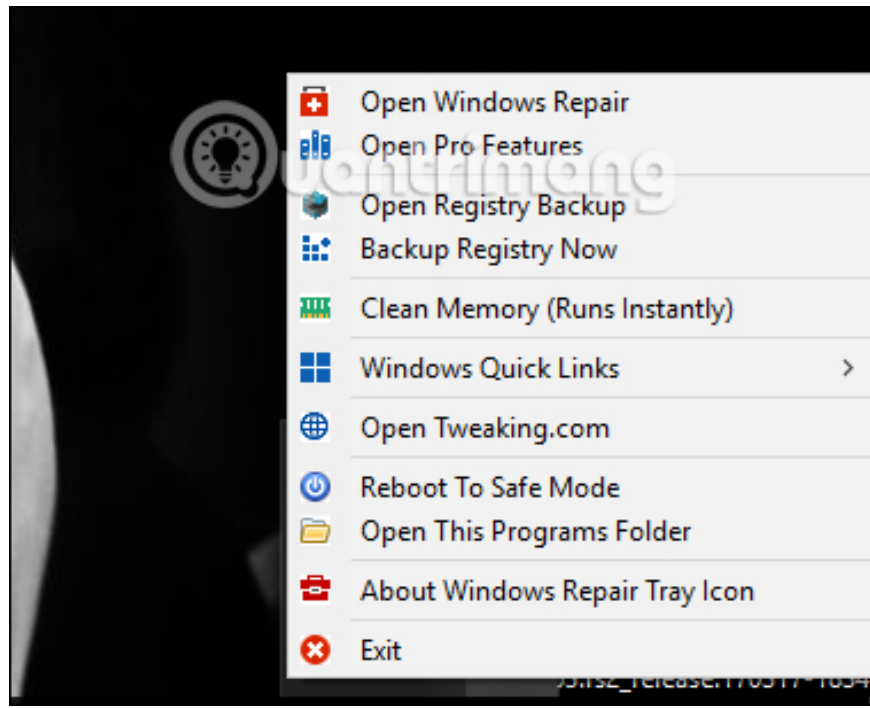 Open Windows Repair
Open Pro Features
Quantrimang
Open Registry Backup
Backup Registry Now
Clean Memory (Runs Instantly)
Windows Quick Links
Open Tweaking.com
Reboot To Safe Mode
Open This Programs Folder
About Windows Repair Tray Icon
Exit